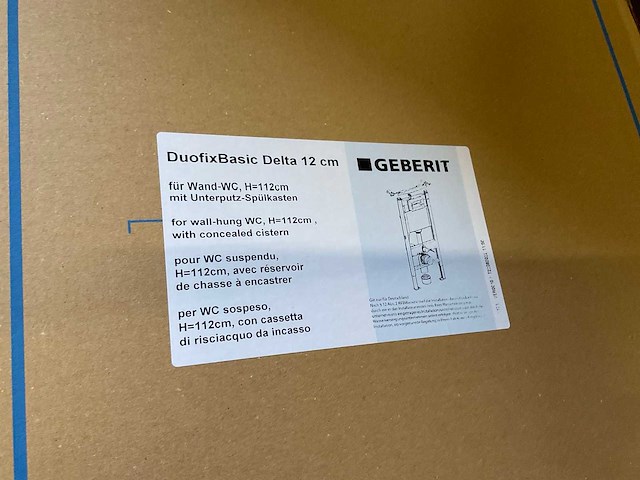 DuofixBasic Delta 12 cm
GEBERIT
für Wand-WC, H=112cm
mit Unterputz-Spülkasten
for wall-hung WC, H=112cm ,
with concealed cistern
pour WC suspendu,
H=112cm, avec réservoir
de chasse à encastrer
per WC sospeso,
H=112cm, con cassetta
di risciacquo da incasso